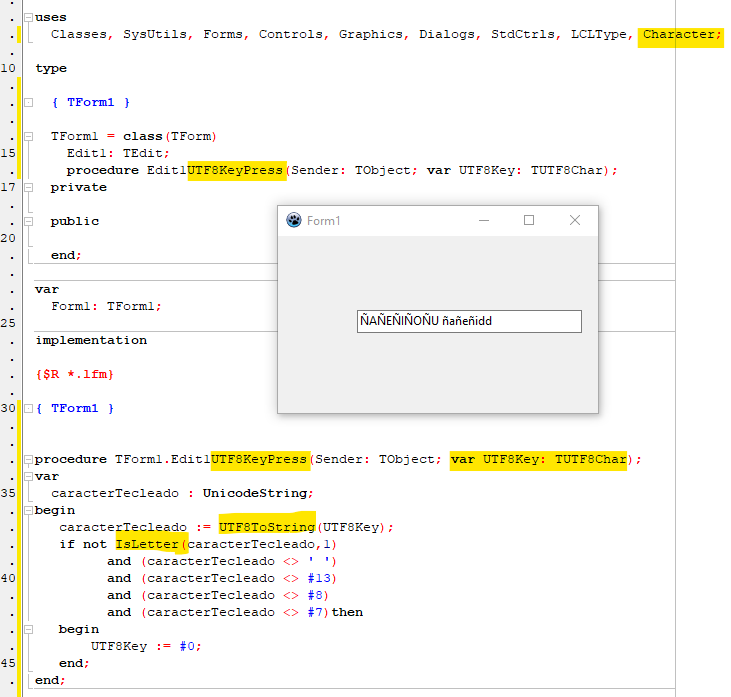 uses
Classes, SysUtils, Forms, Controls, Graphics, Dialogs, StdCtrls, LCLType, Character;
10 type
{ TForm1 }
TForm1 = class(TForm)
15 Edit1: TEdit;
procedure Edit1UTF8KeyPress(Sender: TObject; var UTF8Key: TUTF8Char);
17 private
public
20
end;
var
Form1: TForm1;
25
implementation
{$R *.lfm}
30 { TForm1 }
procedure TForm1.Edit1UTF8KeyPress(Sender: TObject; var UTF8Key: TUTF8Char);
var
35 caracterTecleado : UnicodeString;
begin
caracterTecleado := UTF8ToString(UTF8Key);
if not IsLetter(caracterTecleado,1)
and (caracterTecleado <> ' ')
40 and (caracterTecleado <> #13)
and (caracterTecleado <> #8)
and (caracterTecleado <> #7)then
begin
UTF8Key := #0;
45 end;
end;
Form1
ÑAÑEÑIÑOÑU ñañeñidd